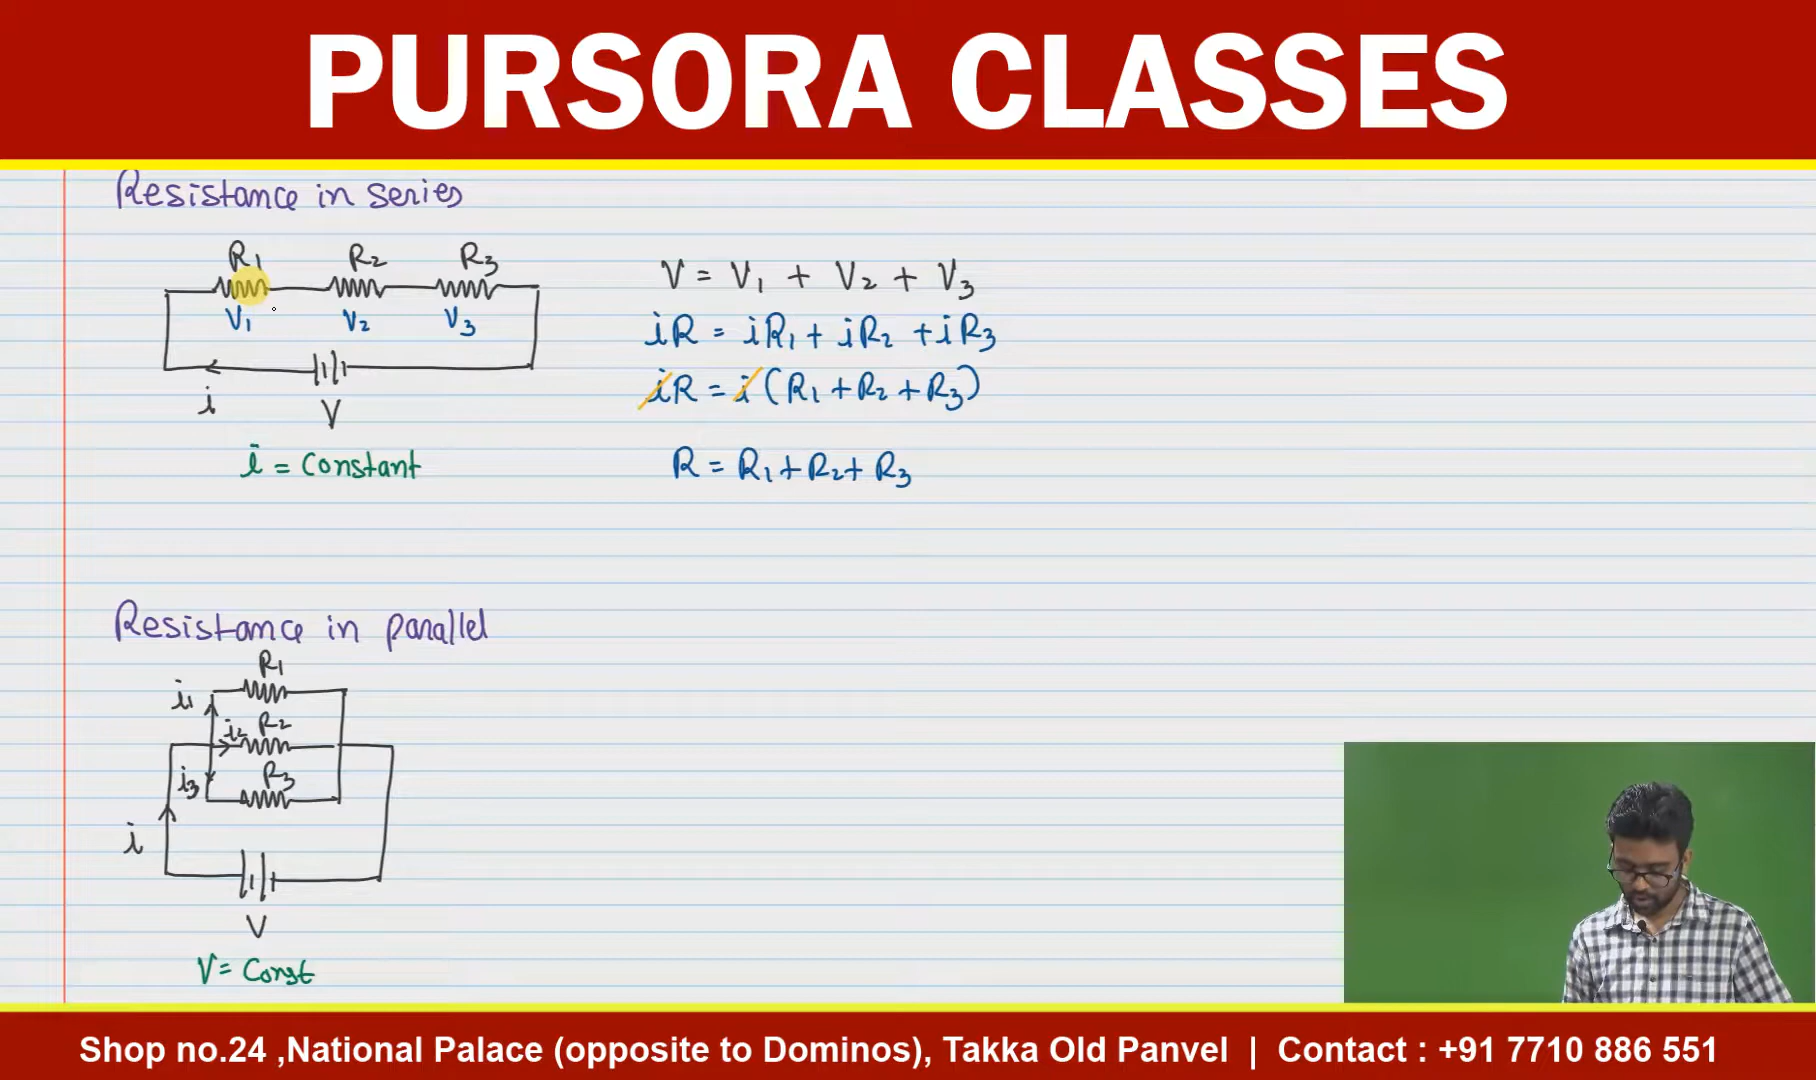 PURSORA CLASSES
Resistance in series
R₁ R₂ R₃
V₁ V₂ V₃
i V
i = Constant
V = V₁ + V₂ + V₃
iR = iR₁ + iR₂ + iR₃
iR = i (R₁ + R₂ + R₃)
R = R₁ + R₂ + R₃
Resistance in parallel
R₁
i₁
i₂ R₂
i₃ R₃
i
V
V = Const
Shop no.24 ,National Palace (opposite to Dominos), Takka Old Panvel | Contact : +91 7710 886 551